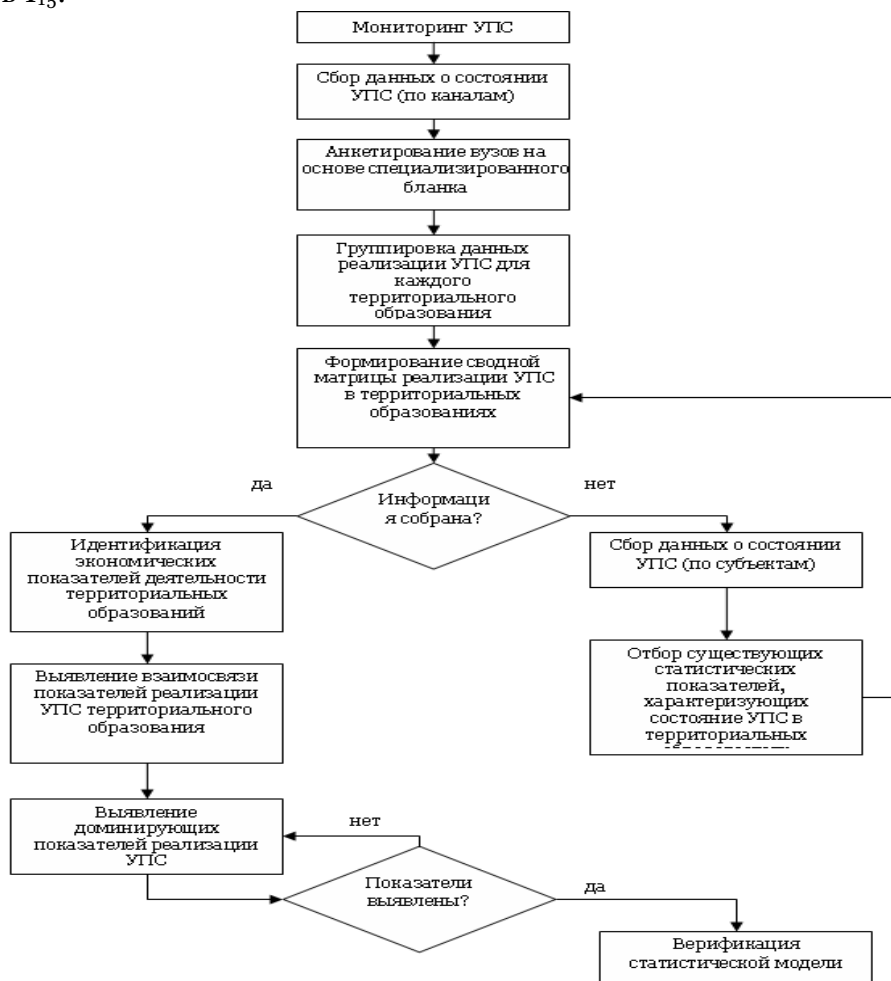 Мониторинг УПС
Сбор данных о состоянии
УПС (по каналам)
Анкетирование вузов на
основе специализированного
бланка
Группировка данных
реализации УПС для
каждого
территориального
образования
Формирование сводной
матрицы реализации УПС
в территориальных
образованиях
да
Информаци
я собрана?
нет
Идентификация
экономических
показателей деятельности
территориальных
образований
Сбор данных о состоянии
УПС (по субъектам)
Отбор существующих
статистических
показателей,
характеризующих
состояние УПС в
территориальных
Выявление взаимосвязи
показателей реализации
УПС территориального
образования
Выявление
доминирующих
показателей реализации
УПС
нет
Показатели
выявлены?
да
Верификация
статистической модели